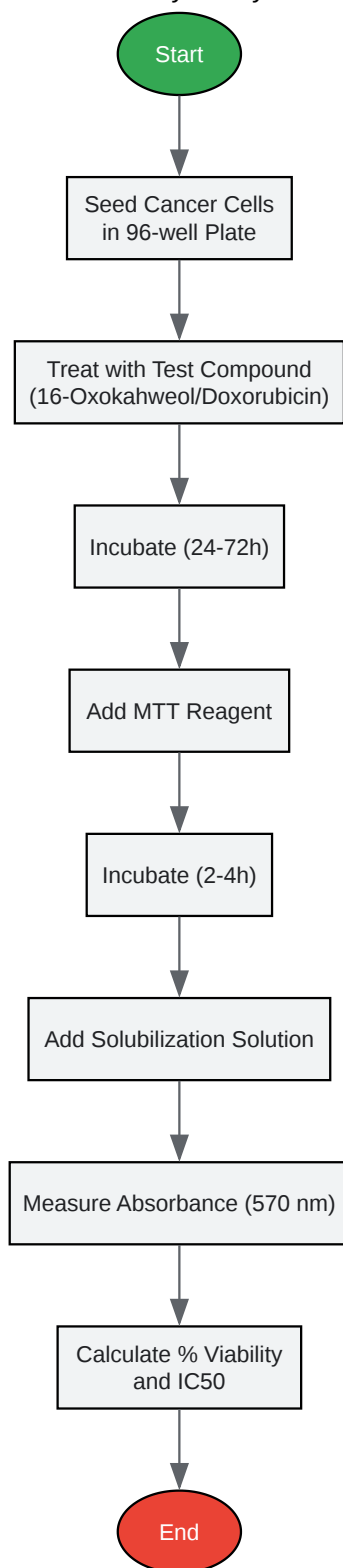 Start
Seed Cancer Cells
in 96-well Plate
Treat with Test Compound
(16-Oxokahweol/Doxorubicin)
Incubate (24-72h)
Add MTT Reagent
Incubate (2-4h)
Add Solubilization Solution
Measure Absorbance (570 nm)
Calculate % Viability
and IC50
End